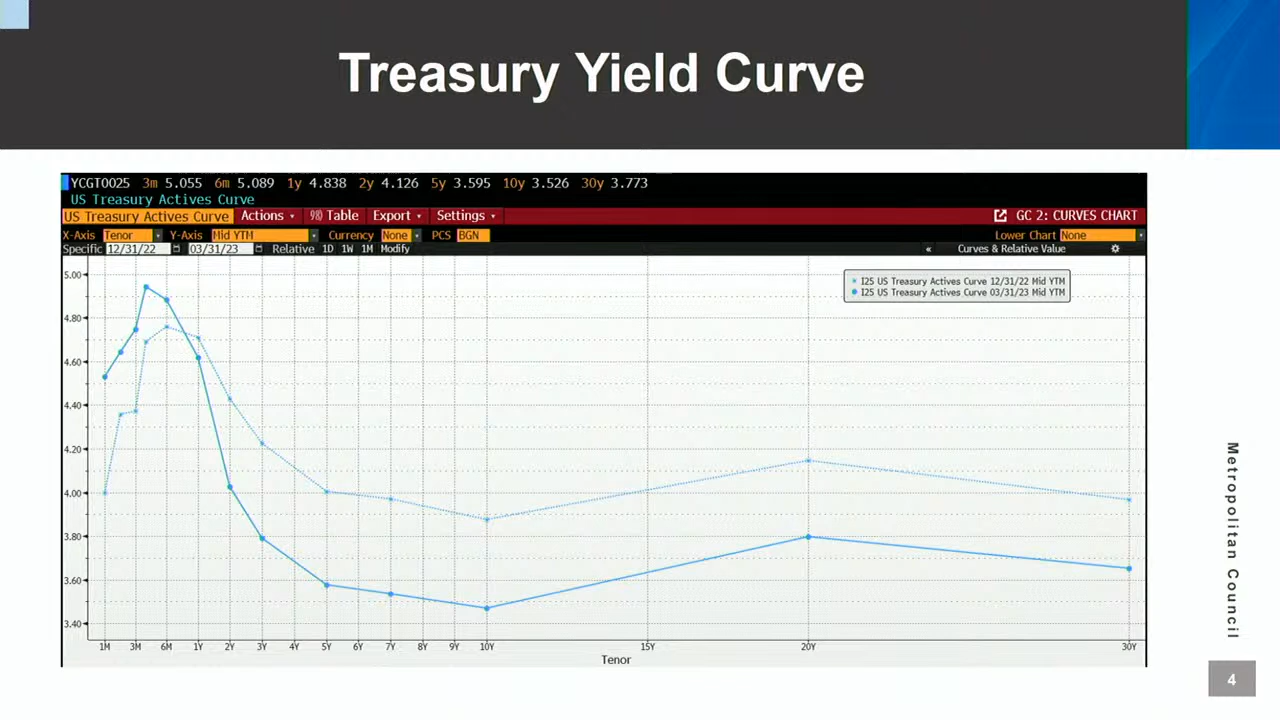 Treasury Yield Curve
YCGT0025 3m 5.055 6m 5.089 1y 4.838 2y 4.126 5y 3.595 10y 3.526 30y 3.773
US Treasury Actives Curve
US Treasury Actives Curve Actions Table Export Settings GC 2: CURVES CHART
X-Axis Tenor Y-Axis Mid YTM Currency None PCS BGN Lower Chart None
Specific 12/31/22 03/31/23 Relative 1D 1W 1M Modify « Curves & Relative Value
I25 US Treasury Actives Curve 12/31/22 Mid YTM
I25 US Treasury Actives Curve 03/31/23 Mid YTM
5.00
4.80
4.60
4.40
4.20
4.00
3.80
3.60
3.40
1M 3M 6M 1Y 2Y 3Y 4Y 5Y 6Y 7Y 8Y 9Y 10Y 15Y 20Y 30Y
Tenor
Metropolitan Council
4